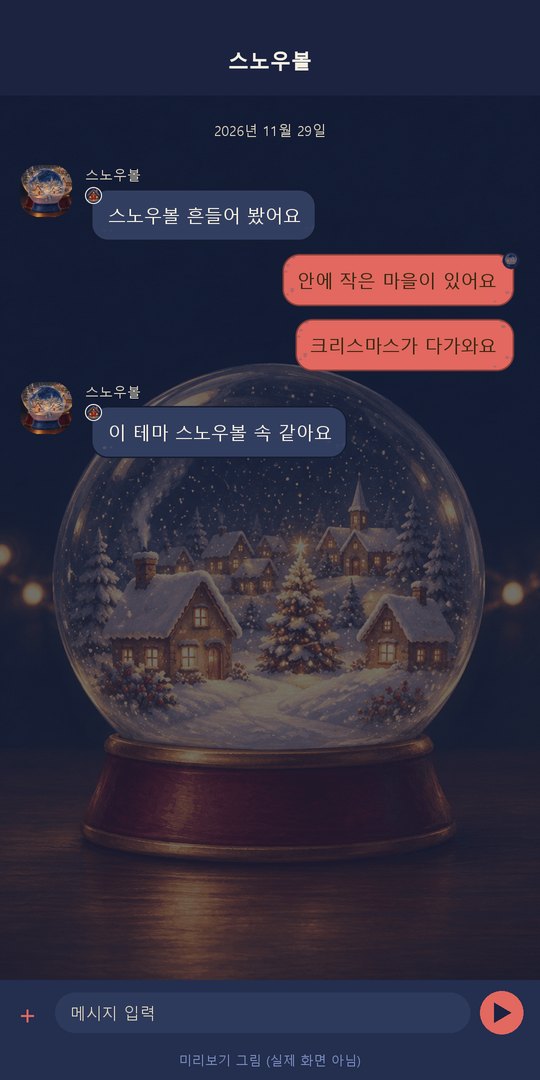 스노우볼
2026년 11월 29일
스노우볼
스노우볼 흔들어 봤어요
안에 작은 마을이 있어요
크리스마스가 다가와요
스노우볼
이 테마 스노우볼 속 같아요
+ 메시지 입력
미리보기 그림 (실제 화면 아님)